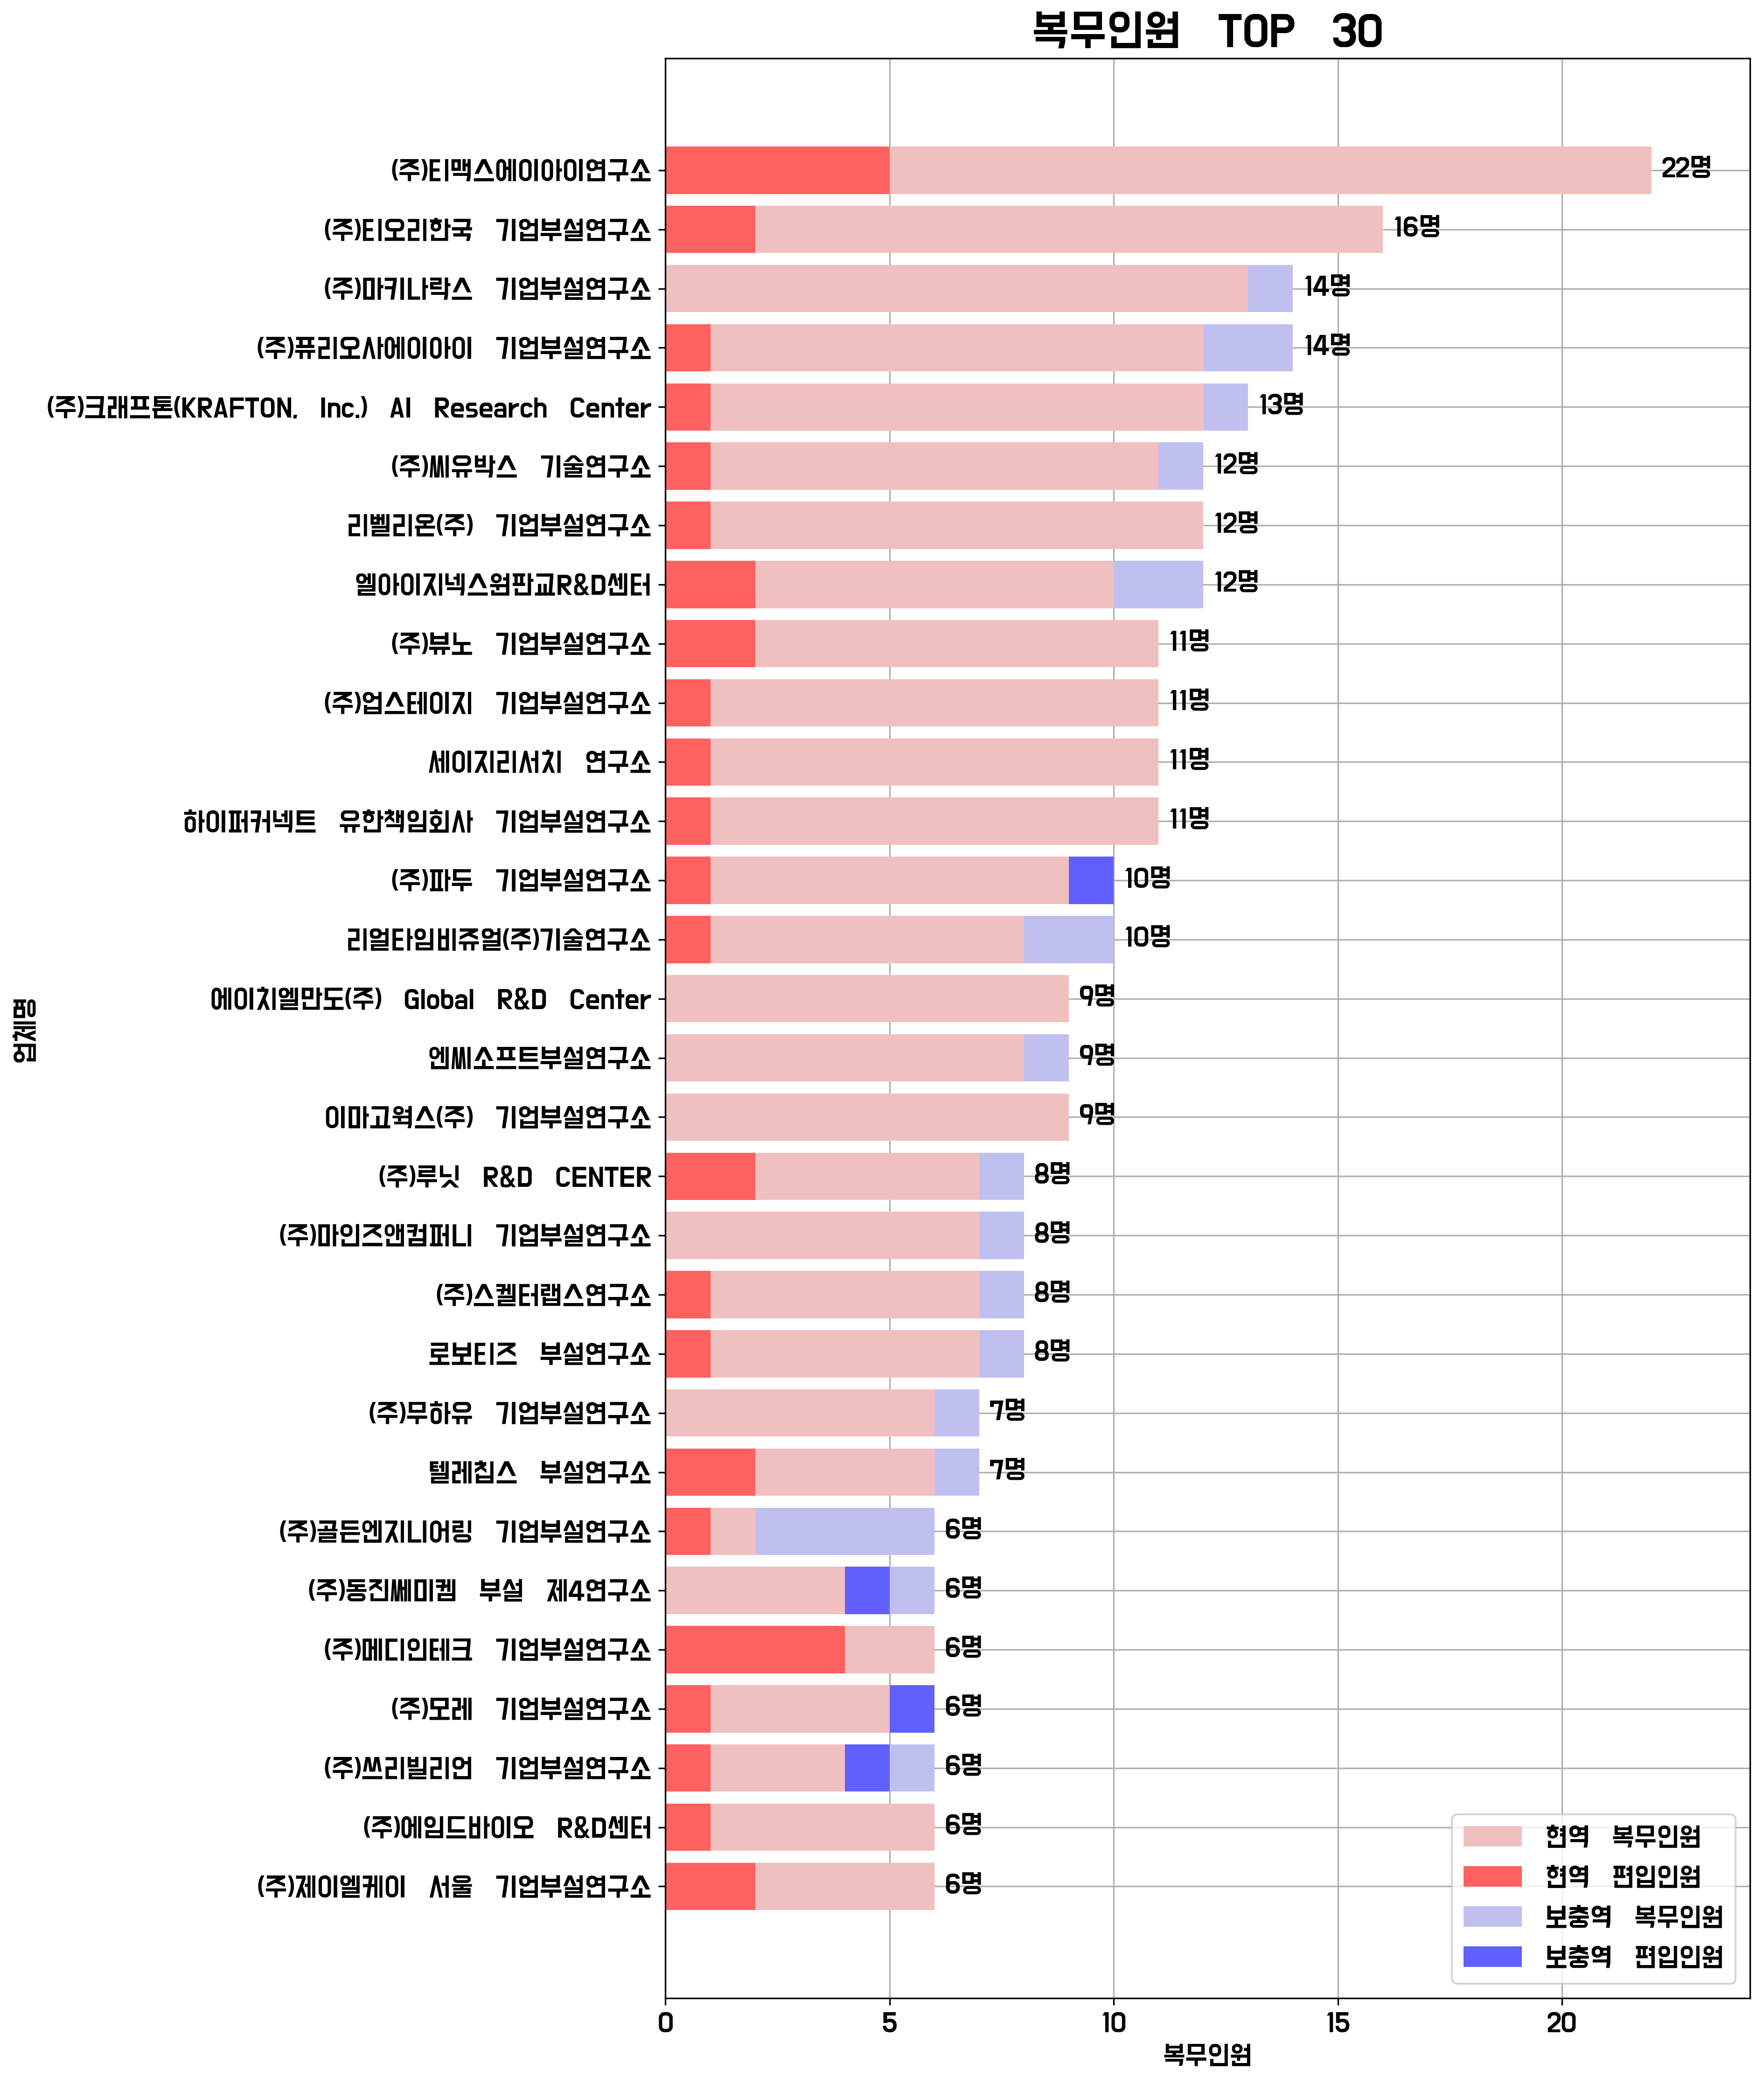 복무인원 TOP 30
(주)티맥스에이아이연구소 22명
(주)티오리한국 기업부설연구소 16명
(주)마키나락스 기업부설연구소 14명
(주)퓨리오사에이아이 기업부설연구소 14명
(주)크래프톤(KRAFTON, Inc.) AI Research Center 13명
(주)씨유박스 기술연구소 12명
리벨리온(주) 기업부설연구소 12명
엘아이지넥스원판교R&D센터 12명
(주)뷰노 기업부설연구소 11명
(주)업스테이지 기업부설연구소 11명
세이지리서치 연구소 11명
하이퍼커넥트 유한책임회사 기업부설연구소 11명
(주)파두 기업부설연구소 10명
리얼타임비쥬얼(주)기술연구소 10명
에이치엘만도(주) Global R&D Center 9명
엔씨소프트부설연구소 9명
이마고웍스(주) 기업부설연구소 9명
(주)루닛 R&D CENTER 8명
(주)마인즈앤컴퍼니 기업부설연구소 8명
(주)스켈터랩스연구소 8명
로보티즈 부설연구소 8명
(주)무하유 기업부설연구소 7명
텔레칩스 부설연구소 7명
(주)골든엔지니어링 기업부설연구소 6명
(주)동진쎄미켐 부설 제4연구소 6명
(주)메디인테크 기업부설연구소 6명
(주)모레 기업부설연구소 6명
(주)쓰리빌리언 기업부설연구소 6명
(주)에임드바이오 R&D센터 6명
(주)제이엘케이 서울 기업부설연구소 6명
업체명
현역 복무인원
현역 편입인원
보충역 복무인원
보충역 편입인원
0 5 10 15 20
복무인원